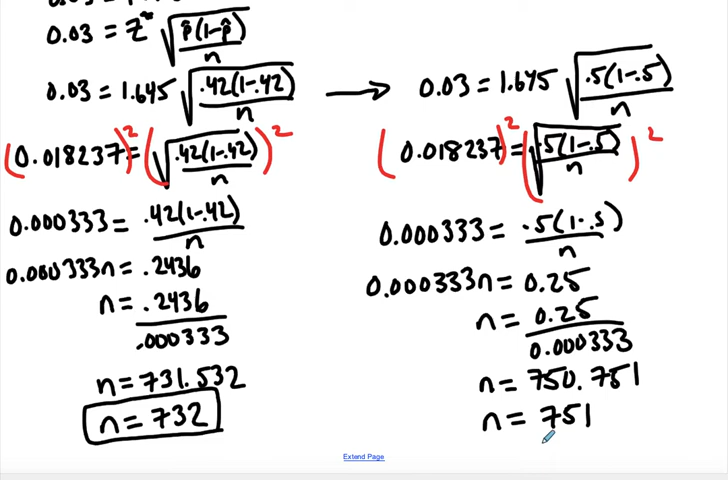 0.03 = z* √(p̂(1-p̂)/n)
0.03 = 1.645 √(.42(1-.42)/n)
(0.018237)² = (√(.42(1-.42)/n))²
0.000333 = .42(1-.42)/n
0.000333n = .2436
n = .2436/.000333
n = 731.532
n = 732
→ 0.03 = 1.645 √(.5(1-.5)/n)
(0.018237)² = (√(.5(1-.5)/n))²
0.000333 = .5(1-.5)/n
0.000333n = 0.25
n = 0.25/0.000333
n = 750.751
n = 751
Extend Page